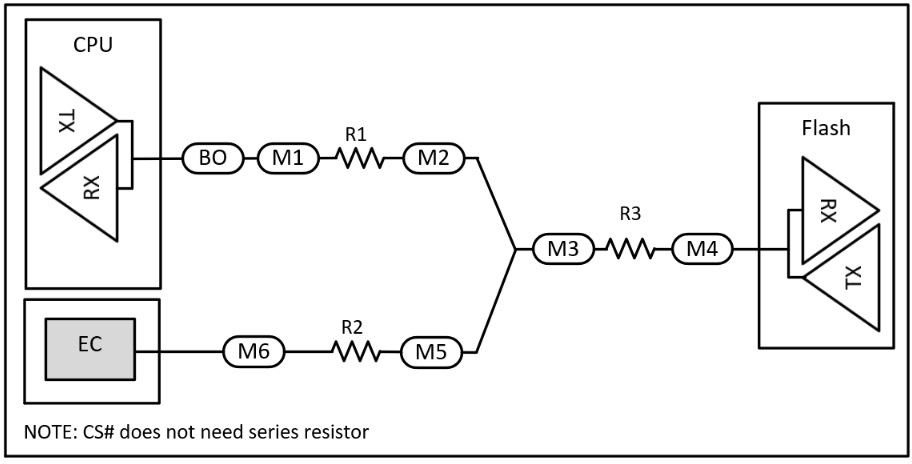 CPU
TX
RX
BO
M1
R1
M2
Flash
RX
TX
R3
M3
M4
EC
M6
R2
M5
NOTE: CS# does not need series resistor